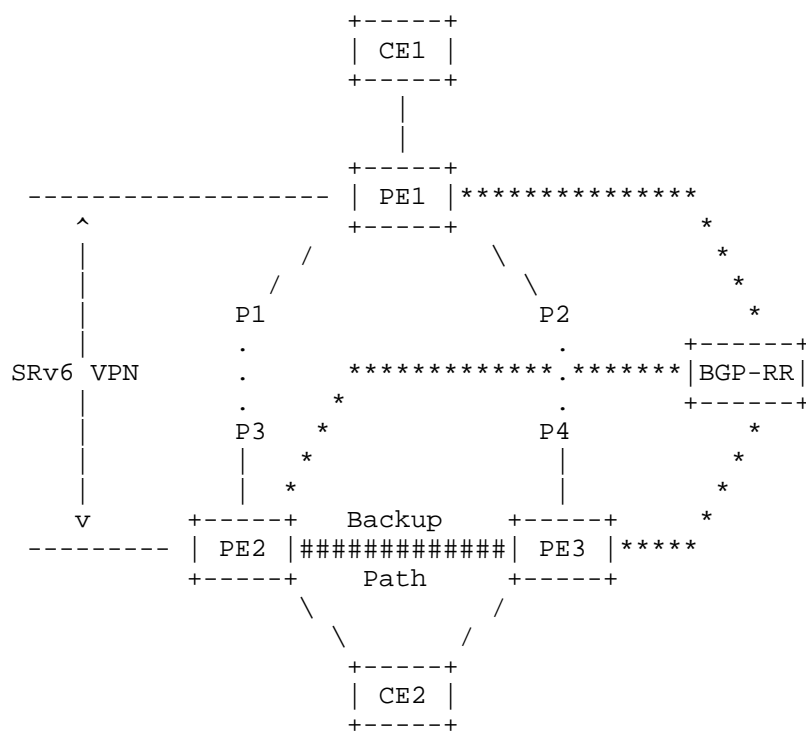 CE1
PE1
P1 P2
SRv6 VPN BGP-RR
P3 P4
Backup
PE2 PE3
Path
CE2